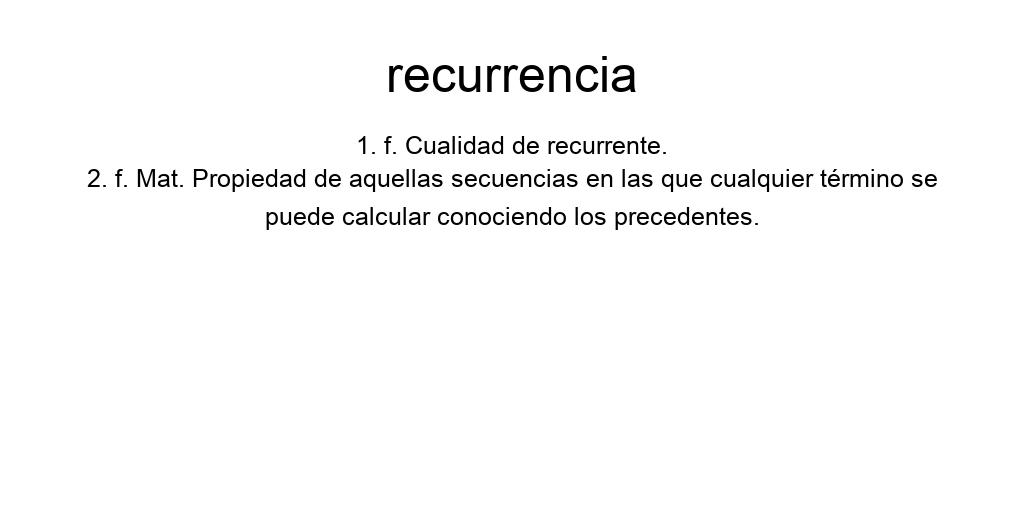 recurrencia
1. f. Cualidad de recurrente.
2. f. Mat. Propiedad de aquellas secuencias en las que cualquier término se
puede calcular conociendo los precedentes.